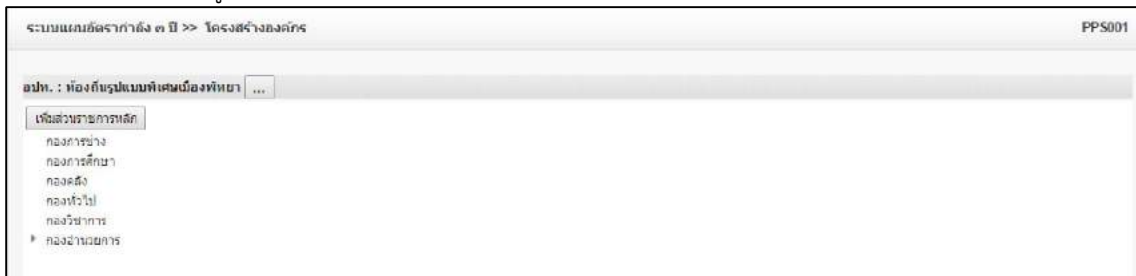 ระบบแผนอัตรากำลัง ๓ ปี >> โครงสร้างองค์กร PPS001
อปท. : ท้องถิ่นรูปแบบพิเศษเมืองพัทยา ...
เพิ่มส่วนราชการหลัก
กองการช่าง
กองการศึกษา
กองคลัง
กองทั่วไป
กองวิชาการ
กองอำนวยการ